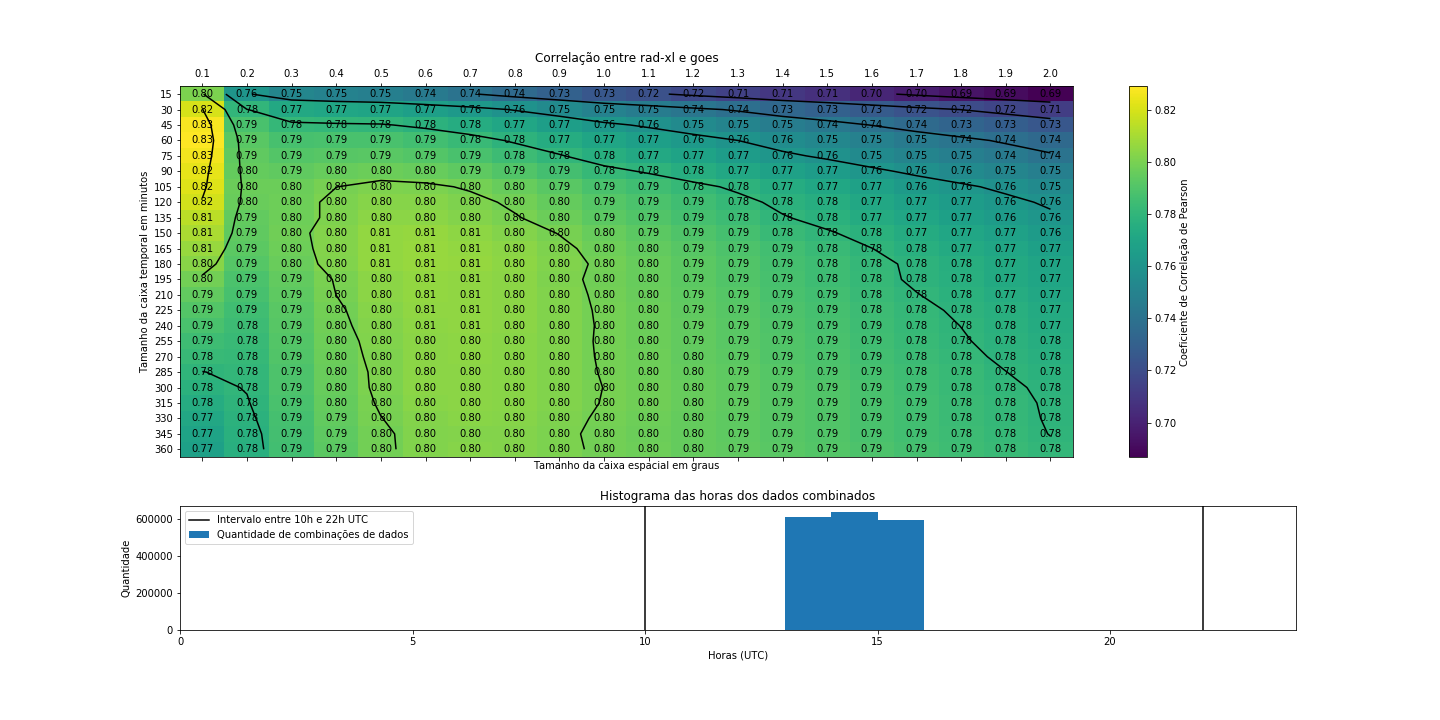 Correlação entre rad-xl e goes
0.1 0.2 0.3 0.4 0.5 0.6 0.7 0.8 0.9 1.0 1.1 1.2 1.3 1.4 1.5 1.6 1.7 1.8 1.9 2.0
15 0.80 0.76 0.75 0.75 0.75 0.74 0.74 0.74 0.73 0.73 0.72 0.72 0.71 0.71 0.71 0.70 0.70 0.69 0.69 0.69
30 0.82 0.78 0.77 0.77 0.77 0.77 0.76 0.76 0.75 0.75 0.75 0.74 0.74 0.73 0.73 0.73 0.72 0.72 0.72 0.71
45 0.83 0.79 0.78 0.78 0.78 0.78 0.78 0.77 0.77 0.76 0.76 0.75 0.75 0.75 0.74 0.74 0.74 0.73 0.73 0.73
60 0.83 0.79 0.79 0.79 0.79 0.79 0.78 0.78 0.77 0.77 0.77 0.76 0.76 0.75 0.75 0.75 0.75 0.74 0.74 0.74
75 0.83 0.79 0.79 0.79 0.79 0.79 0.79 0.78 0.78 0.77 0.77 0.77 0.77 0.76 0.76 0.75 0.75 0.75 0.74 0.74
90 0.82 0.80 0.79 0.79 0.79 0.79 0.79 0.79 0.79 0.78 0.78 0.78 0.77 0.77 0.77 0.76 0.76 0.75 0.75 0.75
105 0.82 0.80 0.80 0.80 0.80 0.80 0.80 0.80 0.79 0.79 0.79 0.78 0.78 0.77 0.77 0.77 0.76 0.76 0.76 0.75
120 0.81 0.79 0.80 0.80 0.80 0.80 0.80 0.80 0.80 0.79 0.79 0.79 0.78 0.78 0.77 0.77 0.77 0.76 0.76 0.76
135 0.81 0.79 0.80 0.80 0.80 0.80 0.80 0.80 0.80 0.79 0.79 0.79 0.78 0.78 0.78 0.77 0.77 0.77 0.76 0.76
150 0.81 0.79 0.80 0.80 0.81 0.81 0.80 0.80 0.80 0.80 0.79 0.79 0.79 0.78 0.78 0.78 0.77 0.77 0.77 0.76
165 0.81 0.79 0.80 0.80 0.81 0.81 0.81 0.80 0.80 0.80 0.79 0.79 0.79 0.79 0.78 0.78 0.78 0.77 0.77 0.77
180 0.80 0.79 0.80 0.80 0.81 0.81 0.81 0.80 0.80 0.80 0.80 0.79 0.79 0.79 0.78 0.78 0.78 0.78 0.77 0.77
195 0.80 0.79 0.79 0.80 0.80 0.81 0.81 0.80 0.80 0.80 0.80 0.79 0.79 0.79 0.79 0.78 0.78 0.78 0.77 0.77
210 0.79 0.79 0.79 0.80 0.80 0.81 0.81 0.80 0.80 0.80 0.80 0.79 0.79 0.79 0.79 0.78 0.78 0.78 0.77 0.77
225 0.79 0.79 0.79 0.80 0.80 0.81 0.81 0.80 0.80 0.80 0.80 0.79 0.79 0.79 0.79 0.78 0.78 0.78 0.78 0.77
240 0.79 0.78 0.79 0.80 0.80 0.81 0.81 0.80 0.80 0.80 0.80 0.79 0.79 0.79 0.79 0.78 0.78 0.78 0.78 0.77
255 0.79 0.78 0.79 0.80 0.80 0.80 0.80 0.80 0.80 0.80 0.80 0.79 0.79 0.79 0.79 0.79 0.78 0.78 0.78 0.78
270 0.78 0.78 0.79 0.80 0.80 0.80 0.80 0.80 0.80 0.80 0.80 0.80 0.79 0.79 0.79 0.79 0.78 0.78 0.78 0.78
285 0.78 0.78 0.79 0.80 0.80 0.80 0.80 0.80 0.80 0.80 0.80 0.80 0.79 0.79 0.79 0.79 0.79 0.78 0.78 0.78
300 0.78 0.78 0.79 0.80 0.80 0.80 0.80 0.80 0.80 0.80 0.80 0.80 0.79 0.79 0.79 0.79 0.79 0.78 0.78 0.78
315 0.78 0.78 0.79 0.79 0.80 0.80 0.80 0.80 0.80 0.80 0.80 0.80 0.79 0.79 0.79 0.79 0.79 0.78 0.78 0.78
330 0.77 0.78 0.79 0.79 0.80 0.80 0.80 0.80 0.80 0.80 0.80 0.80 0.79 0.79 0.79 0.79 0.79 0.78 0.78 0.78
345 0.77 0.78 0.79 0.79 0.80 0.80 0.80 0.80 0.80 0.80 0.80 0.80 0.79 0.79 0.79 0.79 0.79 0.78 0.78 0.78
360 0.77 0.78 0.79 0.79 0.80 0.80 0.80 0.80 0.80 0.80 0.80 0.80 0.79 0.79 0.79 0.79 0.79 0.78 0.78 0.78
Tamanho da caixa temporal em minutos
Tamanho da caixa espacial em graus
0.82
0.80
0.78
0.76
0.74
0.72
0.70
Coeficiente de Correlação de Pearson
Histograma das horas dos dados combinados
Intervalo entre 10h e 22h UTC
Quantidade de combinações de dados
600000
400000
200000
0
Quantidade
0 5 10 15 20
Horas (UTC)